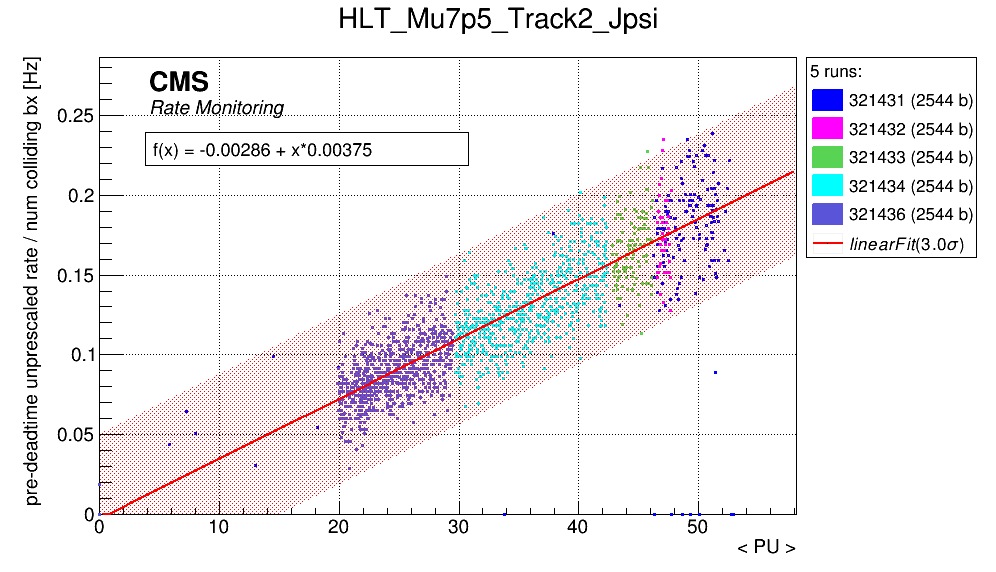 HLT_Mu7p5_Track2_Jpsi
pre-deadtime unprescaled rate / num colliding bx [Hz]
CMS
Rate Monitoring
f(x) = -0.00286 + x*0.00375
0.25
0.2
0.15
0.1
0.05
0
0 10 20 30 40 50
< PU >
5 runs:
321431 (2544 b)
321432 (2544 b)
321433 (2544 b)
321434 (2544 b)
321436 (2544 b)
linearFit(3.0σ)